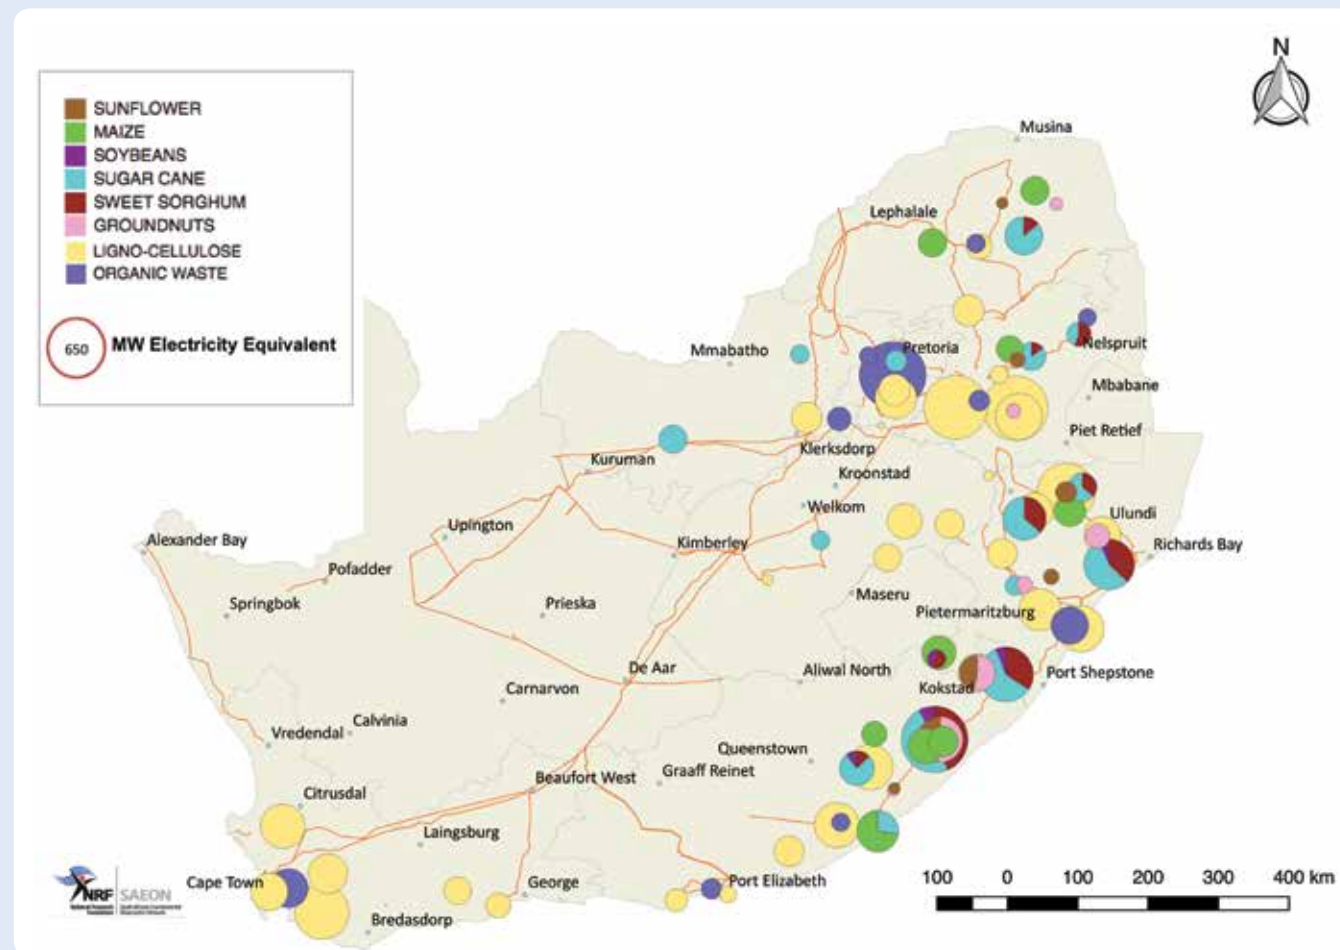 N
SUNFLOWER
MAIZE
SOYBEANS
SUGAR CANE
SWEET SORGHUM
GROUNDNUTS
LIGNO-CELLULOSE
ORGANIC WASTE
650 MW Electricity Equivalent
Musina
Lephalale
Mmabatho
Pretoria
Nelspruit
Mbabane
Piet Retief
Klerksdorp
Kuruman
Kroonstad
Welkom
Ulundi
Upington
Kimberley
Richards Bay
Alexander Bay
Pofadder
Springbok
Prieska
Maseru
Pietermaritzburg
De Aar
Aliwal North
Kokstad
Port Shepstone
Carnarvon
Calvinia
Vredendal
Queenstown
Graaff Reinet
Beaufort West
Citrusdal
Laingsburg
Cape Town
George
Port Elizabeth
Bredasdorp
NRF SAEON
100 0 100 200 300 400 km